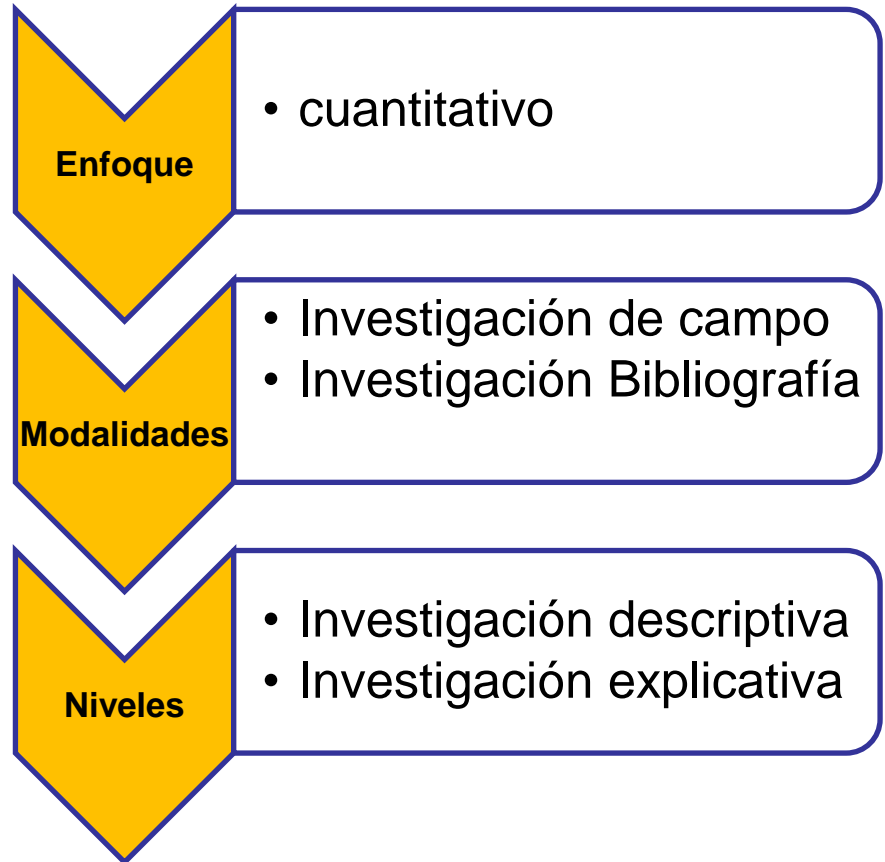 Enfoque
• cuantitativo
Modalidades
• Investigación de campo
• Investigación Bibliografía
Niveles
• Investigación descriptiva
• Investigación explicativa